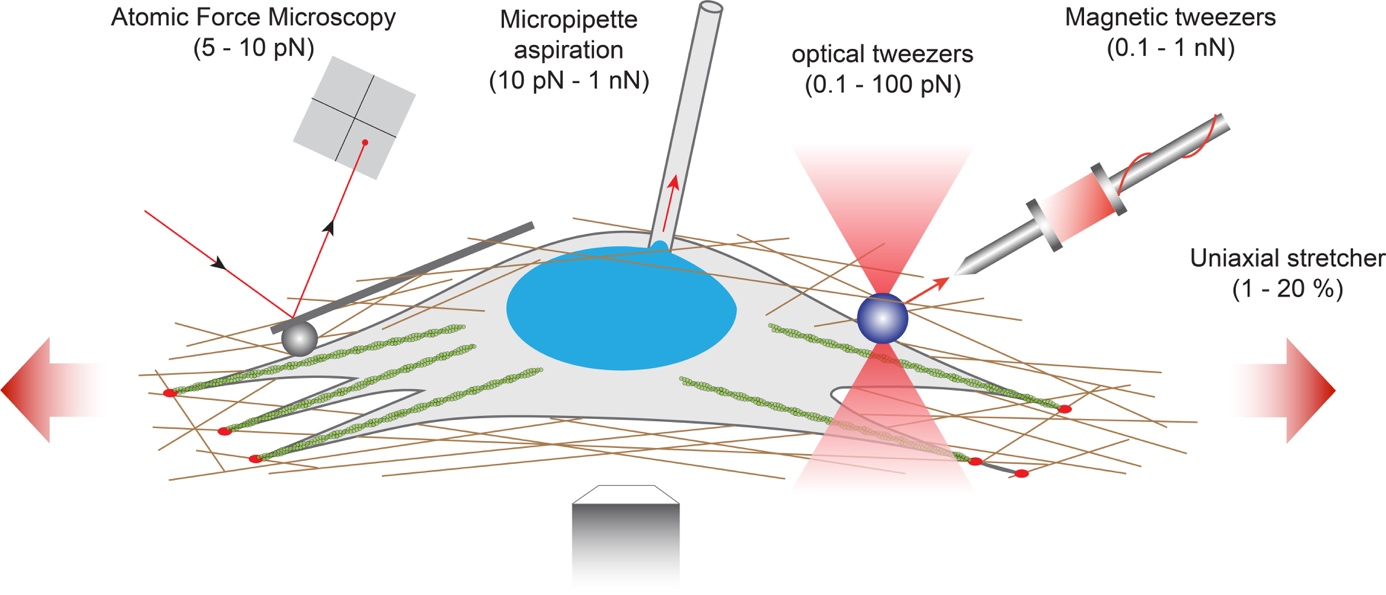 Atomic Force Microscopy
(5 - 10 pN)
Micropipette
aspiration
(10 pN - 1 nN)
optical tweezers
(0.1 - 100 pN)
Magnetic tweezers
(0.1 - 1 nN)
Uniaxial stretcher
(1 - 20 %)